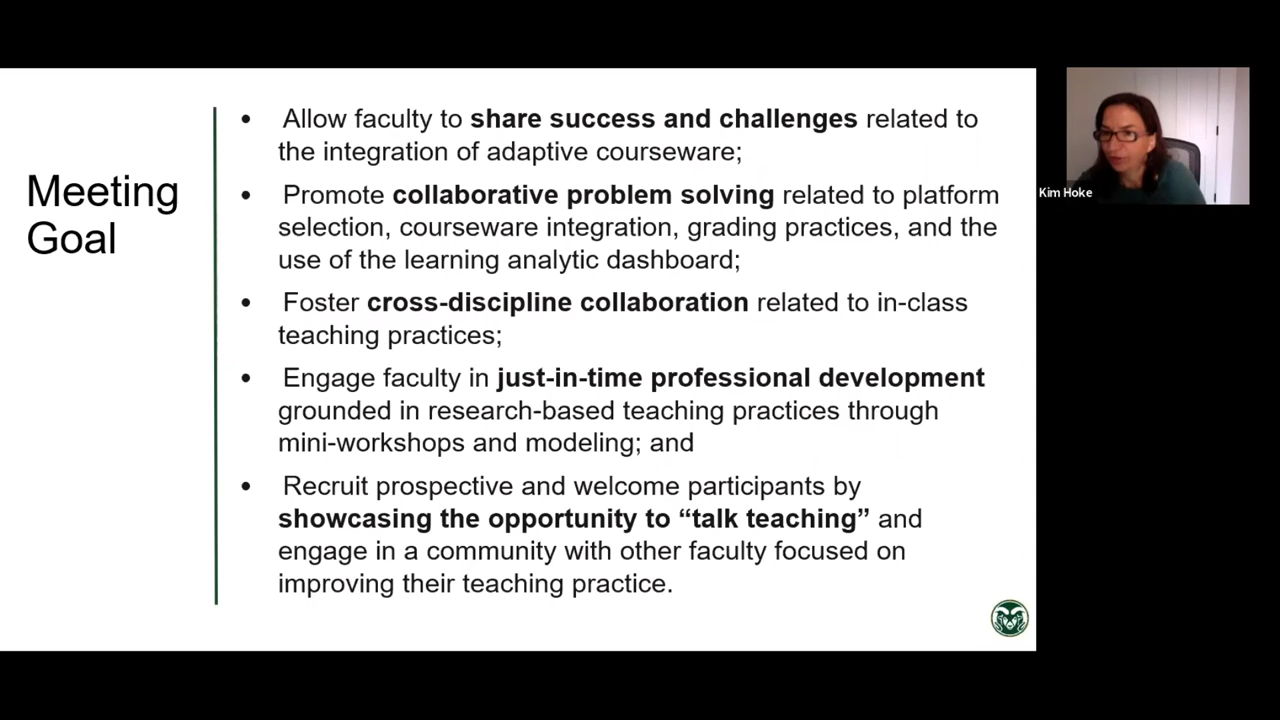 Meeting
Goal
• Allow faculty to share success and challenges related to
the integration of adaptive courseware;
• Promote collaborative problem solving related to platform
selection, courseware integration, grading practices, and the
use of the learning analytic dashboard;
• Foster cross-discipline collaboration related to in-class
teaching practices;
• Engage faculty in just-in-time professional development
grounded in research-based teaching practices through
mini-workshops and modeling; and
• Recruit prospective and welcome participants by
showcasing the opportunity to “talk teaching” and
engage in a community with other faculty focused on
improving their teaching practice.
Kim Hoke